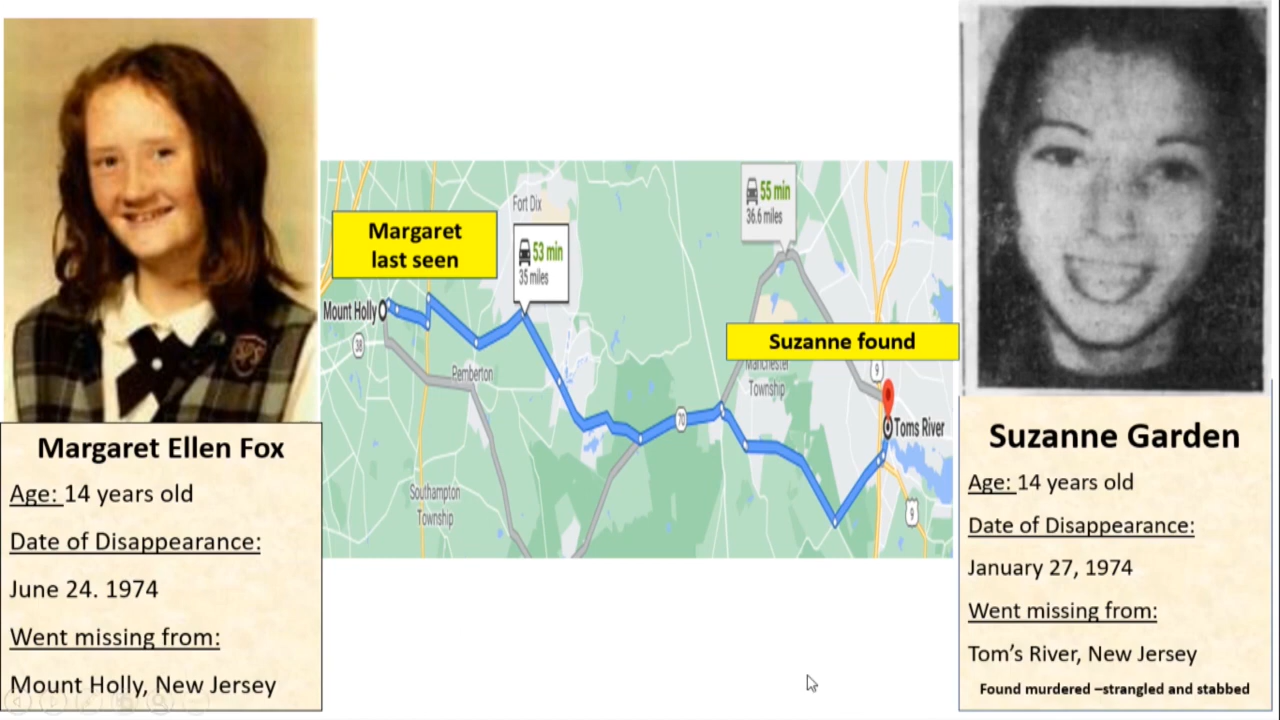 Margaret Ellen Fox
Age: 14 years old
Date of Disappearance:
June 24. 1974
Went missing from:
Mount Holly, New Jersey
Margaret
last seen
Fort Dix
53 min
35 miles
55 min
36.6 miles
Mount Holly
38
Pemberton
Southampton
Township
70
Suzanne found
Manchester
Township
9
Toms River
9
Suzanne Garden
Age: 14 years old
Date of Disappearance:
January 27, 1974
Went missing from:
Tom's River, New Jersey
Found murdered –strangled and stabbed